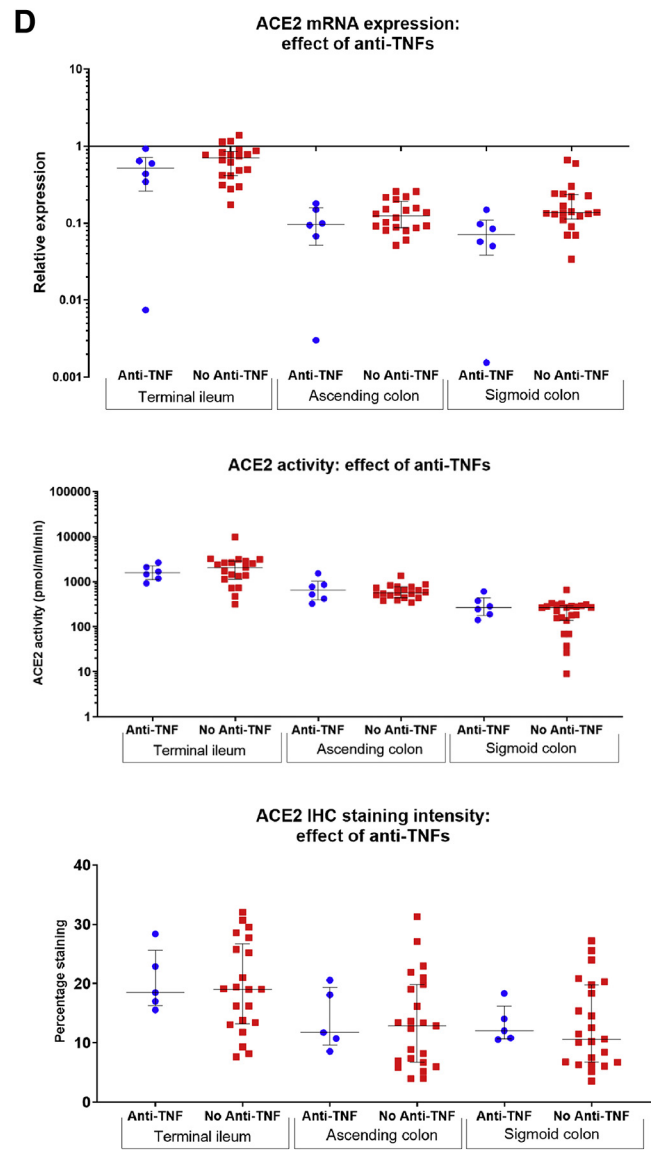 D
ACE2 mRNA expression:
effect of anti-TNFs
Relative expression
10
1
0.1
0.01
0.001
Anti-TNF No Anti-TNF Anti-TNF No Anti-TNF Anti-TNF No Anti-TNF
Terminal ileum Ascending colon Sigmoid colon
ACE2 activity: effect of anti-TNFs
ACE2 activity (pmol/ml/min)
100000
10000
1000
100
10
1
Anti-TNF No Anti-TNF Anti-TNF No Anti-TNF Anti-TNF No Anti-TNF
Terminal ileum Ascending colon Sigmoid colon
ACE2 IHC staining intensity:
effect of anti-TNFs
Percentage staining
40
30
20
10
0
Anti-TNF No Anti-TNF Anti-TNF No Anti-TNF Anti-TNF No Anti-TNF
Terminal ileum Ascending colon Sigmoid colon